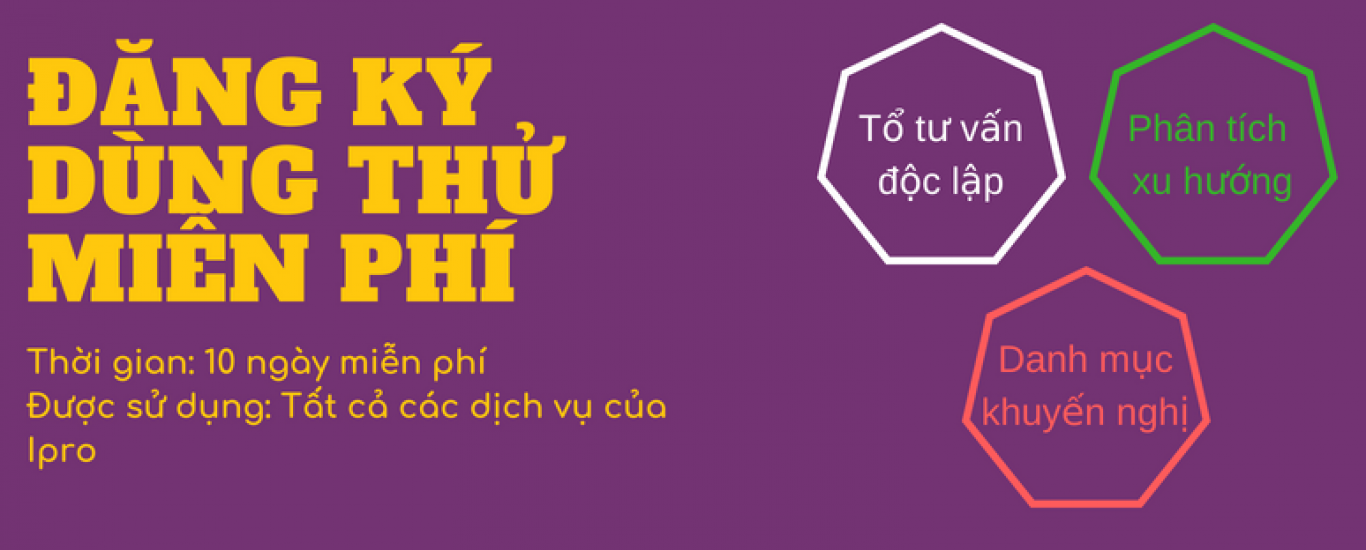 ĐĂNG KÝ
DÙNG THỬ
MIỄN PHÍ
Thời gian: 10 ngày miễn phí
Được sử dụng: Tất cả các dịch vụ của
Ipro
Tổ tư vấn
độc lập
Phân tích
xu hướng
Danh mục
khuyến nghị